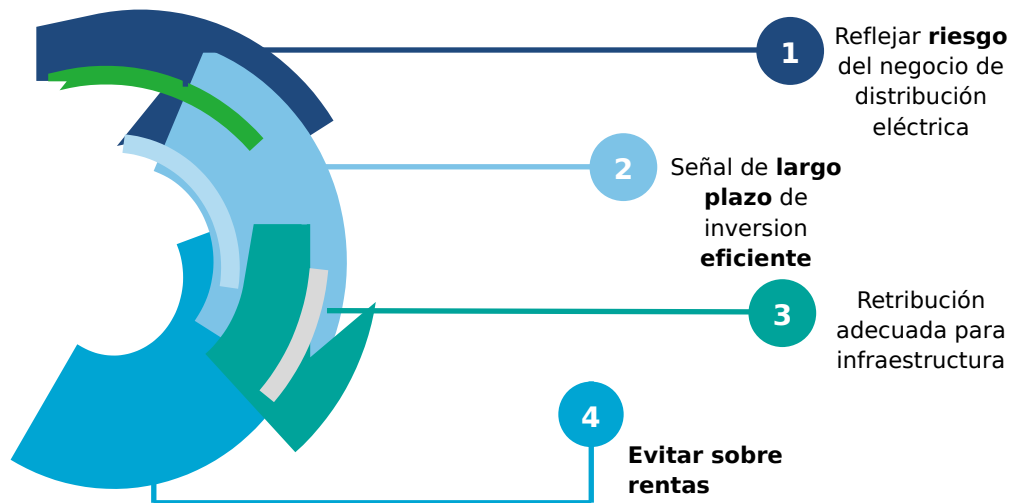 1
Reflejar riesgo
del negocio de
distribución
eléctrica
2
Señal de largo
plazo de
inversion
eficiente
3
Retribución
adecuada para
infraestructura
4
Evitar sobre
rentas